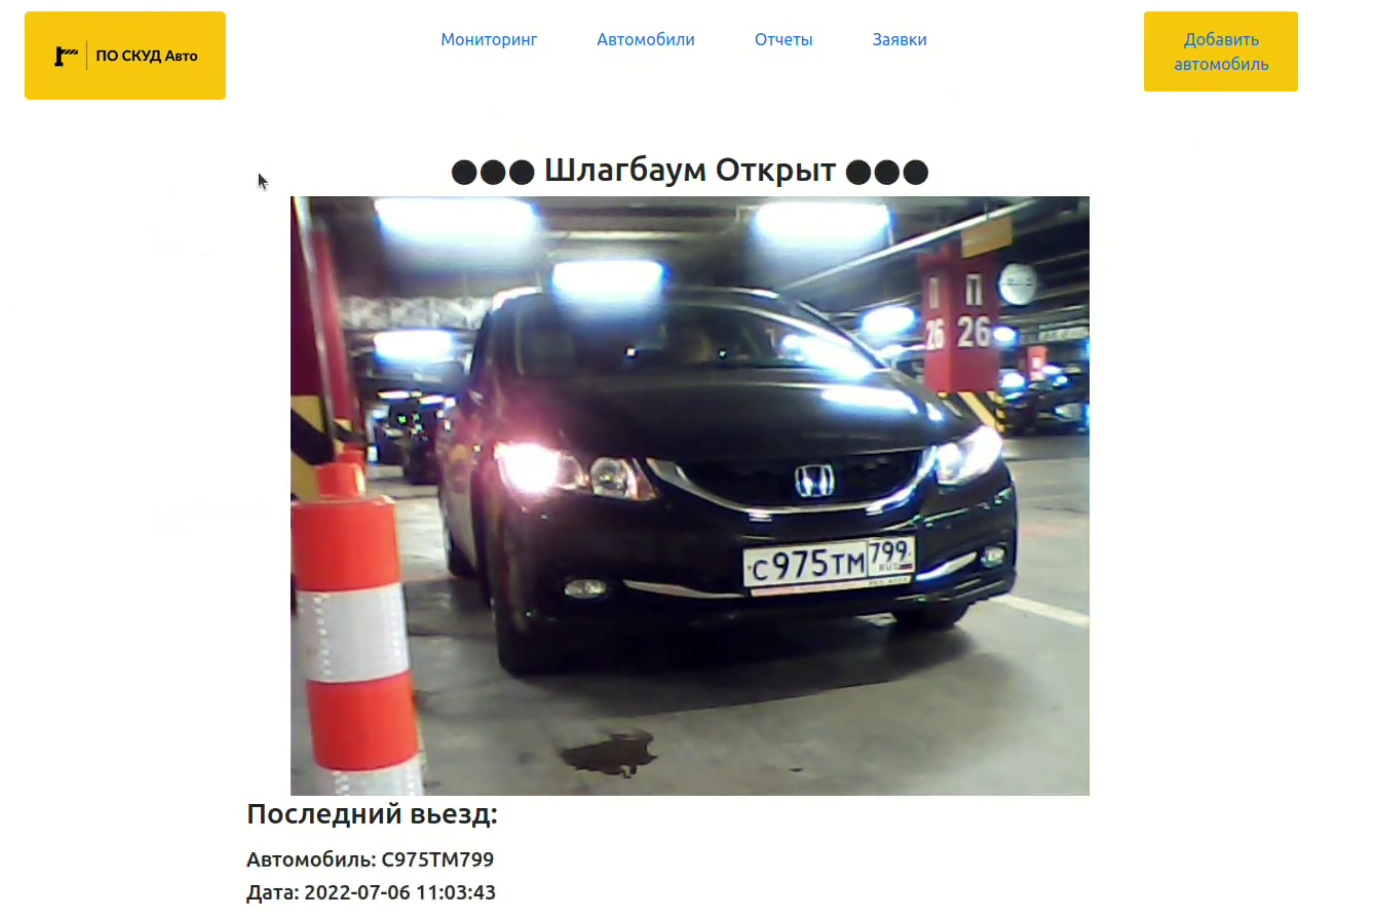 ПО СКУД Авто
Мониторинг
Автомобили
Отчеты
Заявки
Добавить
автомобиль
Шлагбаум Открыт
П
26
П
26
С975ТМ 799
RUS
Последний вьезд:
Автомобиль: С975ТМ799
Дата: 2022-07-06 11:03:43